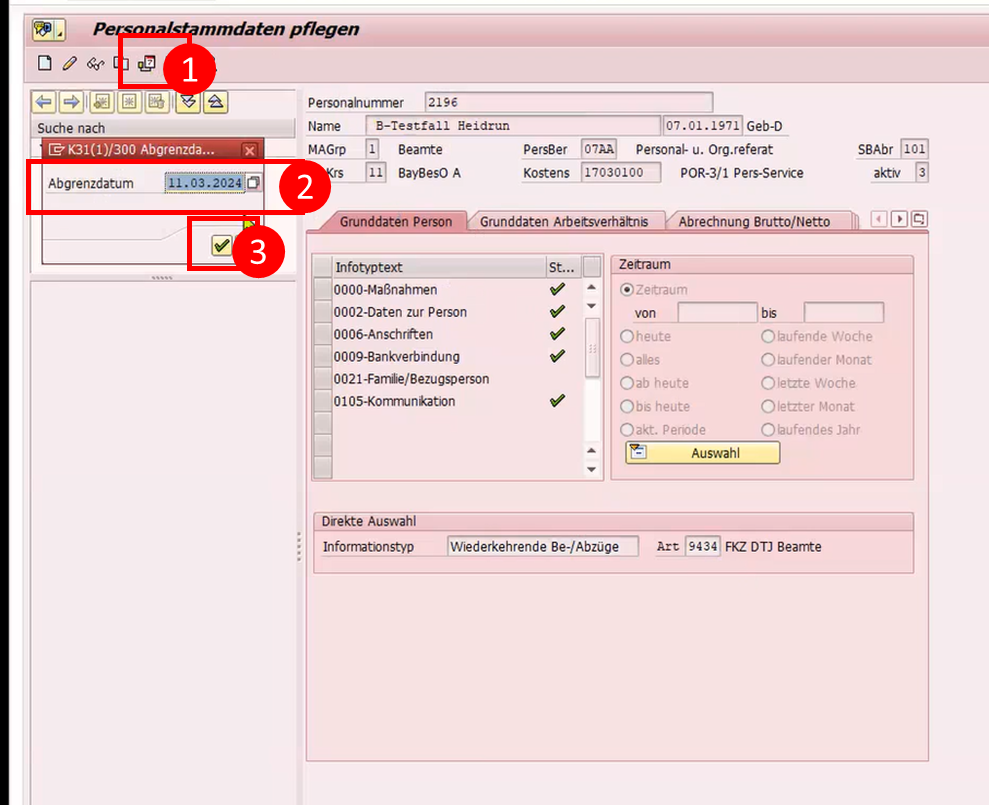 Personalstammdaten pflegen
1
Personalnummer 2196
Suche nach
Name B-Testfall Heidrun 07.01.1971 Geb-D
K31(1)/300 Abgrenzda...
MAGrp 1 Beamte PersBer 07AA Personal- u. Org.referat SBAbr 101
Abgrenzdatum 11.03.2024 2
Krs 11 BayBesO A Kostens 17030100 POR-3/1 Pers-Service aktiv 3
Grunddaten Person Grunddaten Arbeitsverhältnis Abrechnung Brutto/Netto
3
Infotyptext St...
0000-Maßnahmen
0002-Daten zur Person
0006-Anschriften
0009-Bankverbindung
0021-Familie/Bezugsperson
0105-Kommunikation
Zeitraum
Zeitraum
von bis
heute laufende Woche
alles laufender Monat
ab heute letzte Woche
bis heute letzter Monat
akt. Periode laufendes Jahr
Auswahl
Direkte Auswahl
Informationstyp Wiederkehrende Be-/Abzüge Art 9434 FKZ DTJ Beamte